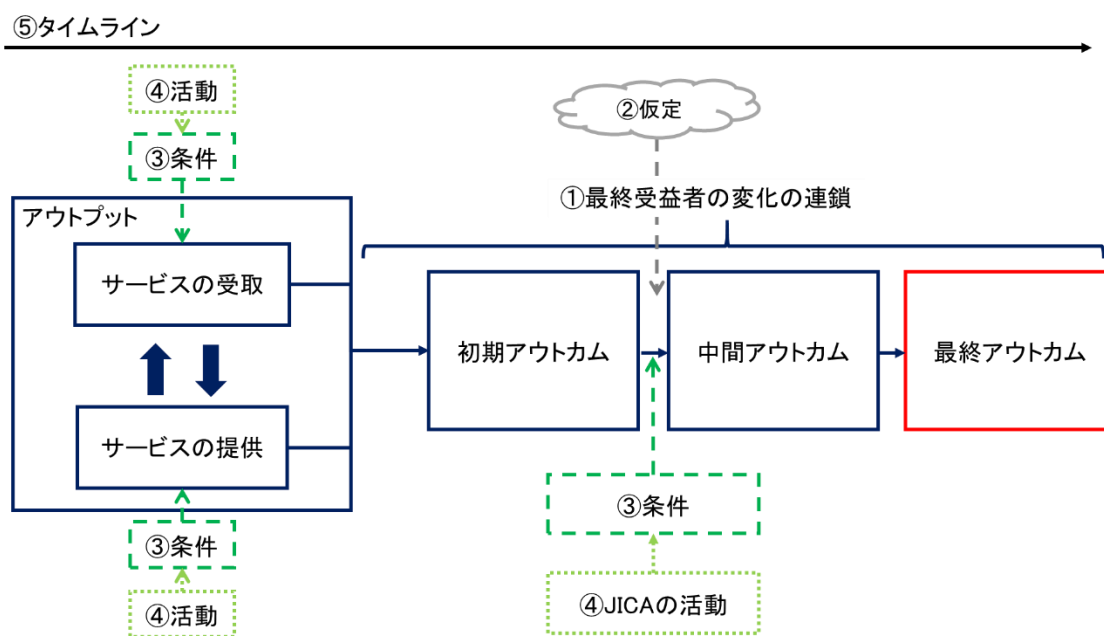 ⑤タイムライン
④活動
②仮定
③条件
①最終受益者の変化の連鎖
アウトプット
サービスの受取
初期アウトカム
中間アウトカム
最終アウトカム
サービスの提供
③条件
③条件
④活動
④JICAの活動